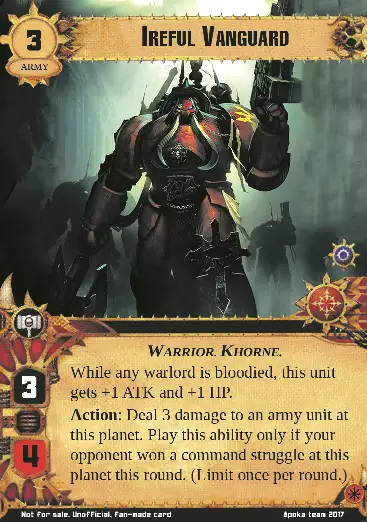 3
IREFUL VANGUARD
ARMY
WARRIOR. KHORNE.
While any warlord is bloodied, this unit
gets +1 ATK and +1 HP.
3
Action: Deal 3 damage to an army unit at
this planet. Play this ability only if your
4
opponent won a command struggle at this
planet this round. (Limit once per round.)
Not for sale. Unofficial. Fan-made card
Apoka team 2017